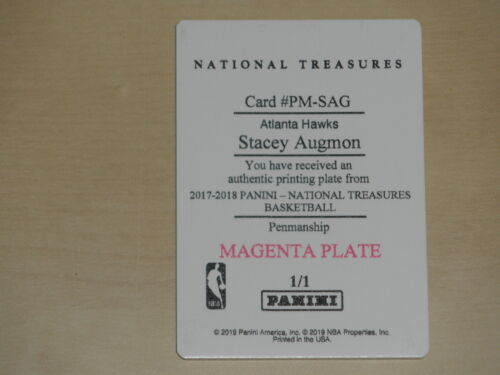 NATIONAL TREASURES
Card #PM-SAG
Atlanta Hawks
Stacey Augmon
You have received an
authentic printing plate from
2017-2018 PANINI – NATIONAL TREASURES
BASKETBALL
Penmanship
MAGENTA PLATE
1/1
NBA
PANINI
© 2019 Panini America, Inc. © 2019 NBA Properties, Inc.
Printed in the USA.